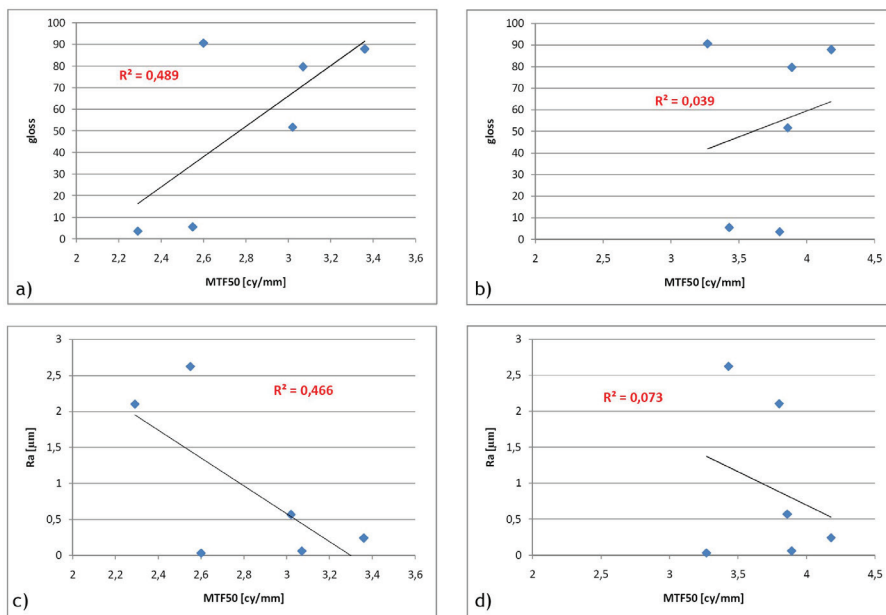 100
90
80
70
60
50
40
30
20
10
0
gloss
R² = 0,489
2 2,2 2,4 2,6 2,8 3 3,2 3,4 3,6
MTF50 [cy/mm]
a)
100
90
80
70
60
50
40
30
20
10
0
gloss
R² = 0,039
2 2,5 3 3,5 4 4,5
MTF50 [cy/mm]
b)
3
2,5
2
1,5
1
0,5
0
Ra [µm]
R² = 0,466
2 2,2 2,4 2,6 2,8 3 3,2 3,4 3,6
MTF50 [cy/mm]
c)
3
2,5
2
1,5
1
0,5
0
Ra [µm]
R² = 0,073
2 2,5 3 3,5 4 4,5
MTF50 [cy/mm]
d)